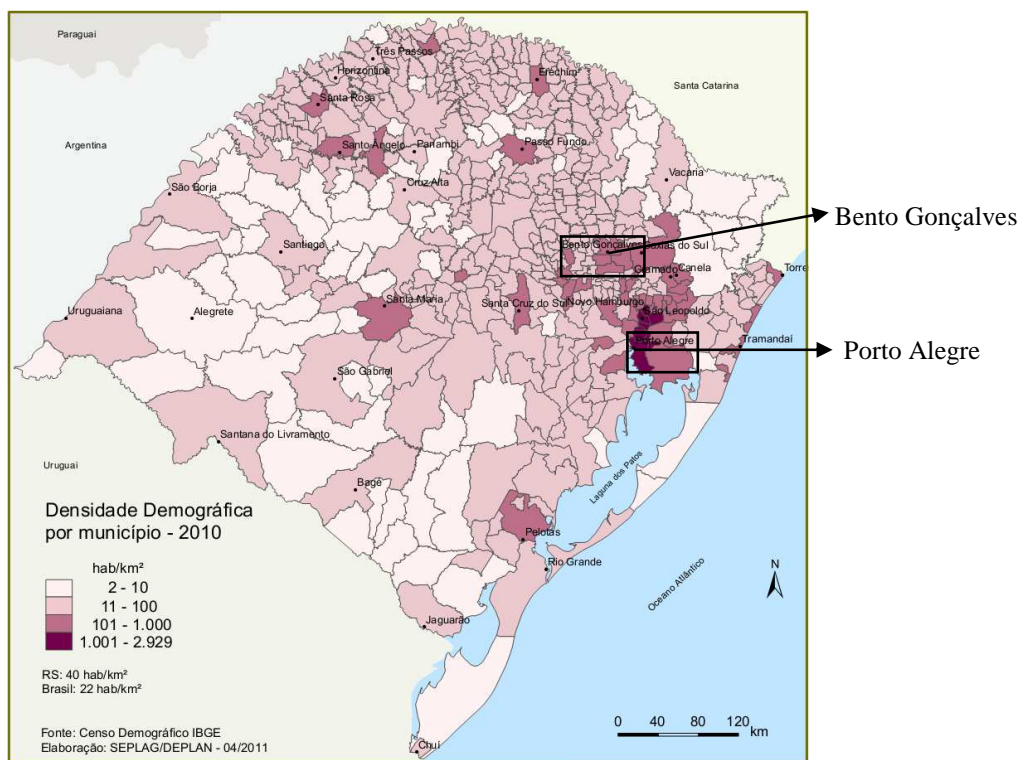 Paraguai
Três Passos
Horizontina
Erechim
Santa Catarina
Santa Rosa
Argentina
Santo Ângelo
Panambi
Passo Fundo
São Borja
Cruz Alta
Vacaria
Bento Gonçalves
Santiago
Bento Gonçalves
Caxias do Sul
Gramado
Canela
Torre
Uruguaiana
Alegrete
Santa Maria
Santa Cruz do Sul
Novo Hamburgo
São Leopoldo
Porto Alegre
Tramandaí
Porto Alegre
São Gabriel
Santana do Livramento
Uruguai
Bagé
Laguna dos Patos
Pelotas
Rio Grande
Oceano Atlântico
N
Jaguarão
Chuí
Densidade Demográfica
por município - 2010
hab/km²
2 - 10
11 - 100
101 - 1.000
1.001 - 2.929
RS: 40 hab/km²
Brasil: 22 hab/km²
Fonte: Censo Demográfico IBGE
Elaboração: SEPLAG/DEPLAN - 04/2011
0 40 80 120
km